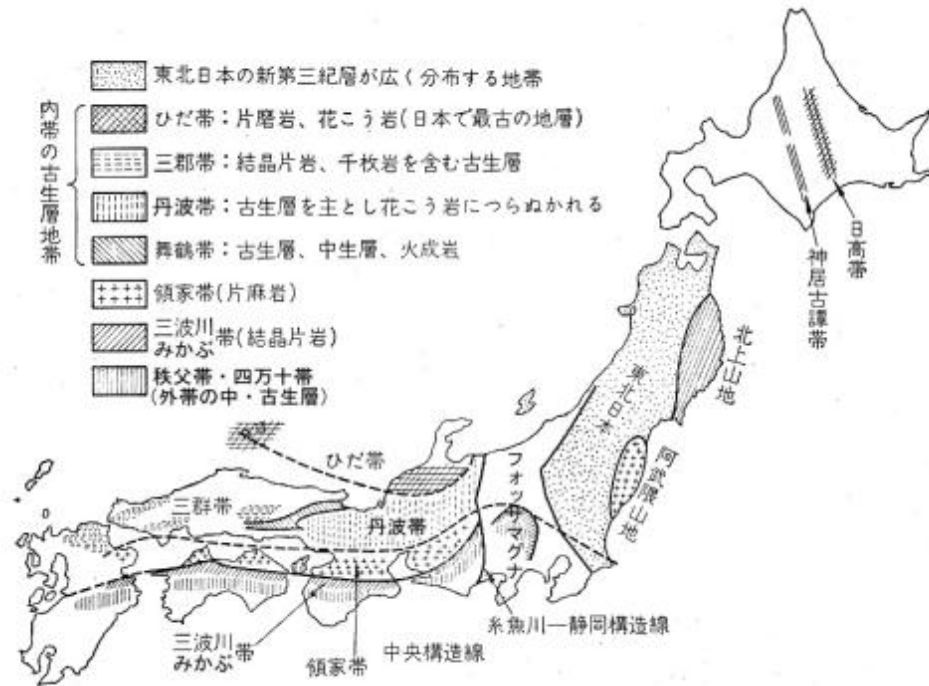 東北日本の新第三紀層が広く分布する地帯
内帯の古生層地帯
ひだ帯:片磨岩、花こう岩(日本で最古の地層)
三郡帯:結晶片岩、千枚岩を含む古生層
丹波帯:古生層を主とし花こう岩につらぬかれる
舞鶴帯:古生層、中生層、火成岩
領家帯(片麻岩)
三波川
みかぶ帯(結晶片岩)
秩父帯・四万十帯
(外帯の中・古生層)
日高帯
神居古譚帯
北上山地
東北日本
阿武隈山地
ひだ帯
フォッサマグナ
三群帯
丹波帯
糸魚川—静岡構造線
三波川
みかぶ帯
領家帯
中央構造線